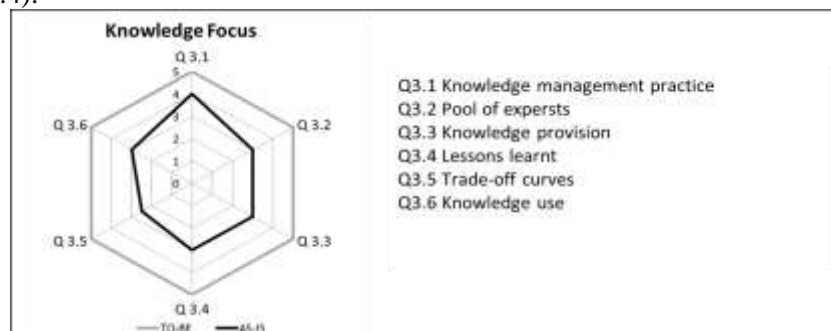 .4).
Knowledge Focus
Q 3.1
5
4
3
2
1
0
Q 3.6
Q 3.2
Q 3.5
Q 3.3
Q 3.4
TO-BE AS-IS
Q3.1 Knowledge management practice
Q3.2 Pool of expersts
Q3.3 Knowledge provision
Q3.4 Lessons learnt
Q3.5 Trade-off curves
Q3.6 Knowledge use